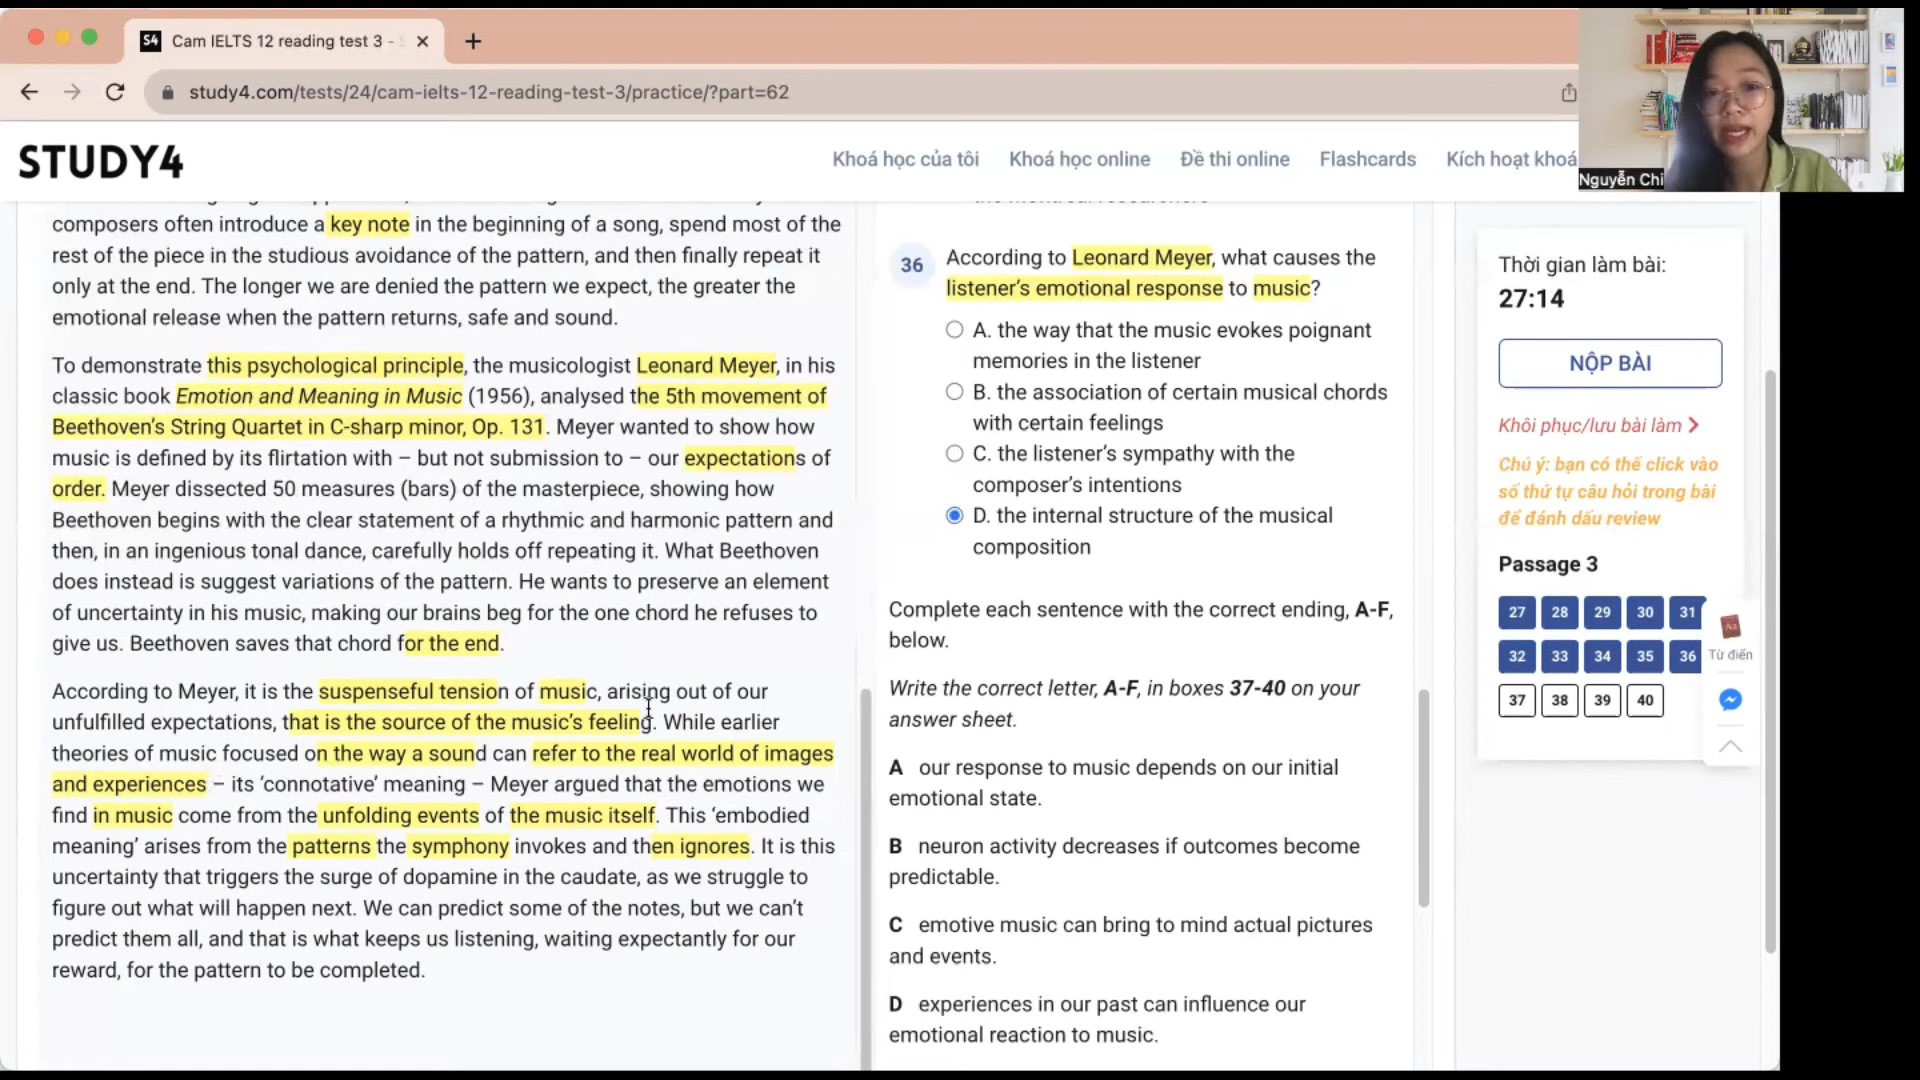 S4 Cam IELTS 12 reading test 3 -
study4.com/tests/24/cam-ielts-12-reading-test-3/practice/?part=62
STUDY4
Khoá học của tôi
Khoá học online
Đề thi online
Flashcards
Kích hoạt khoá
Nguyễn Chi
composers often introduce a key note in the beginning of a song, spend most of the
rest of the piece in the studious avoidance of the pattern, and then finally repeat it
only at the end. The longer we are denied the pattern we expect, the greater the
emotional release when the pattern returns, safe and sound.
To demonstrate this psychological principle, the musicologist Leonard Meyer, in his
classic book Emotion and Meaning in Music (1956), analysed the 5th movement of
Beethoven's String Quartet in C-sharp minor, Op. 131. Meyer wanted to show how
music is defined by its flirtation with – but not submission to – our expectations of
order. Meyer dissected 50 measures (bars) of the masterpiece, showing how
Beethoven begins with the clear statement of a rhythmic and harmonic pattern and
then, in an ingenious tonal dance, carefully holds off repeating it. What Beethoven
does instead is suggest variations of the pattern. He wants to preserve an element
of uncertainty in his music, making our brains beg for the one chord he refuses to
give us. Beethoven saves that chord for the end.
According to Meyer, it is the suspenseful tension of music, arising out of our
unfulfilled expectations, that is the source of the music's feeling. While earlier
theories of music focused on the way a sound can refer to the real world of images
and experiences – its 'connotative' meaning – Meyer argued that the emotions we
find in music come from the unfolding events of the music itself. This 'embodied
meaning' arises from the patterns the symphony invokes and then ignores. It is this
uncertainty that triggers the surge of dopamine in the caudate, as we struggle to
figure out what will happen next. We can predict some of the notes, but we can't
predict them all, and that is what keeps us listening, waiting expectantly for our
reward, for the pattern to be completed.
36 According to Leonard Meyer, what causes the
listener's emotional response to music?
A. the way that the music evokes poignant
memories in the listener
B. the association of certain musical chords
with certain feelings
C. the listener's sympathy with the
composer's intentions
D. the internal structure of the musical
composition
Complete each sentence with the correct ending, A-F,
below.
Write the correct letter, A-F, in boxes 37-40 on your
answer sheet.
A our response to music depends on our initial
emotional state.
B neuron activity decreases if outcomes become
predictable.
C emotive music can bring to mind actual pictures
and events.
D experiences in our past can influence our
emotional reaction to music.
Thời gian làm bài:
27:14
NỘP BÀI
Khôi phục/lưu bài làm
Chú ý: bạn có thể click vào
số thứ tự câu hỏi trong bài
để đánh dấu review
Passage 3
27 28 29 30 31
32 33 34 35 36
37 38 39 40
Từ điển